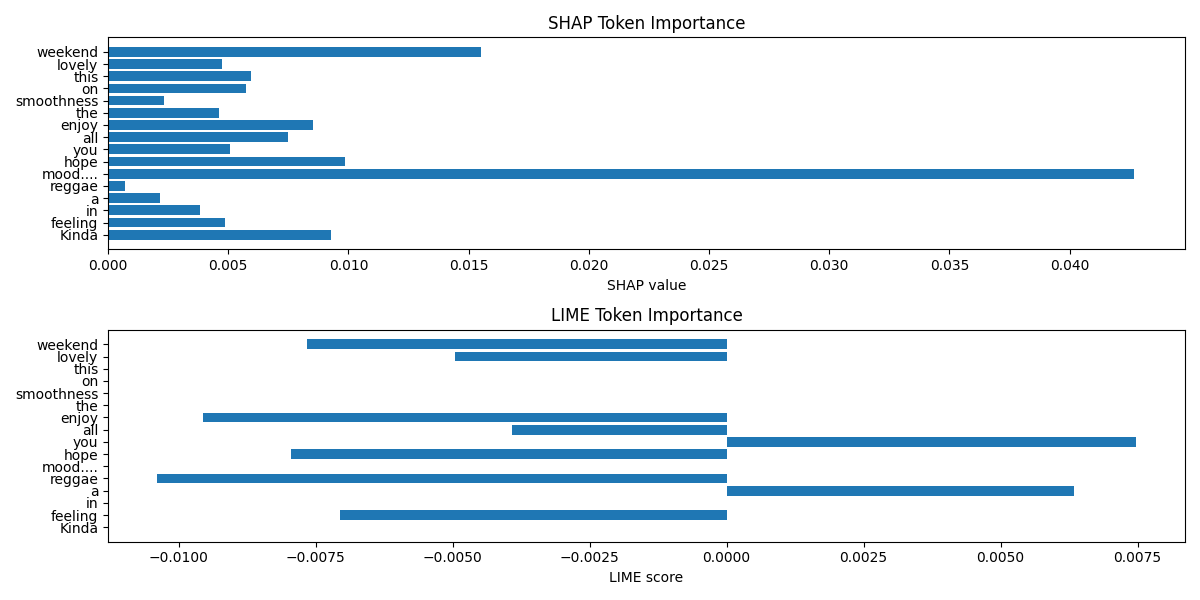 SHAP Token Importance
weekend
lovely
this
on
smoothness
the
enjoy
all
you
hope
mood....
reggae
a
in
feeling
Kinda
0.000 0.005 0.010 0.015 0.020 0.025 0.030 0.035 0.040
SHAP value
LIME Token Importance
weekend
lovely
this
on
smoothness
the
enjoy
all
you
hope
mood....
reggae
a
in
feeling
Kinda
−0.0100 −0.0075 −0.0050 −0.0025 0.0000 0.0025 0.0050 0.0075
LIME score